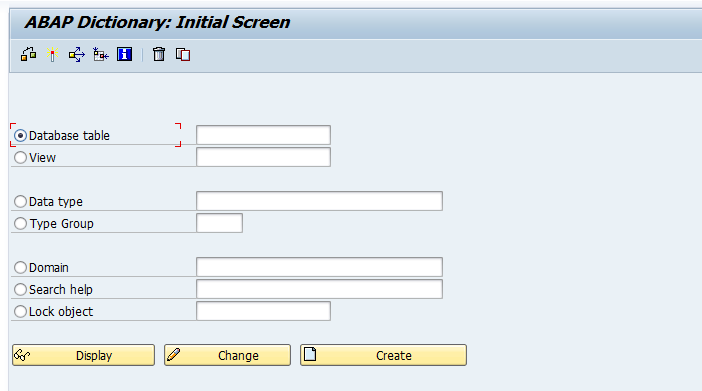 ABAP Dictionary: Initial Screen
Database table
View
Data type
Type Group
Domain
Search help
Lock object
Display Change Create